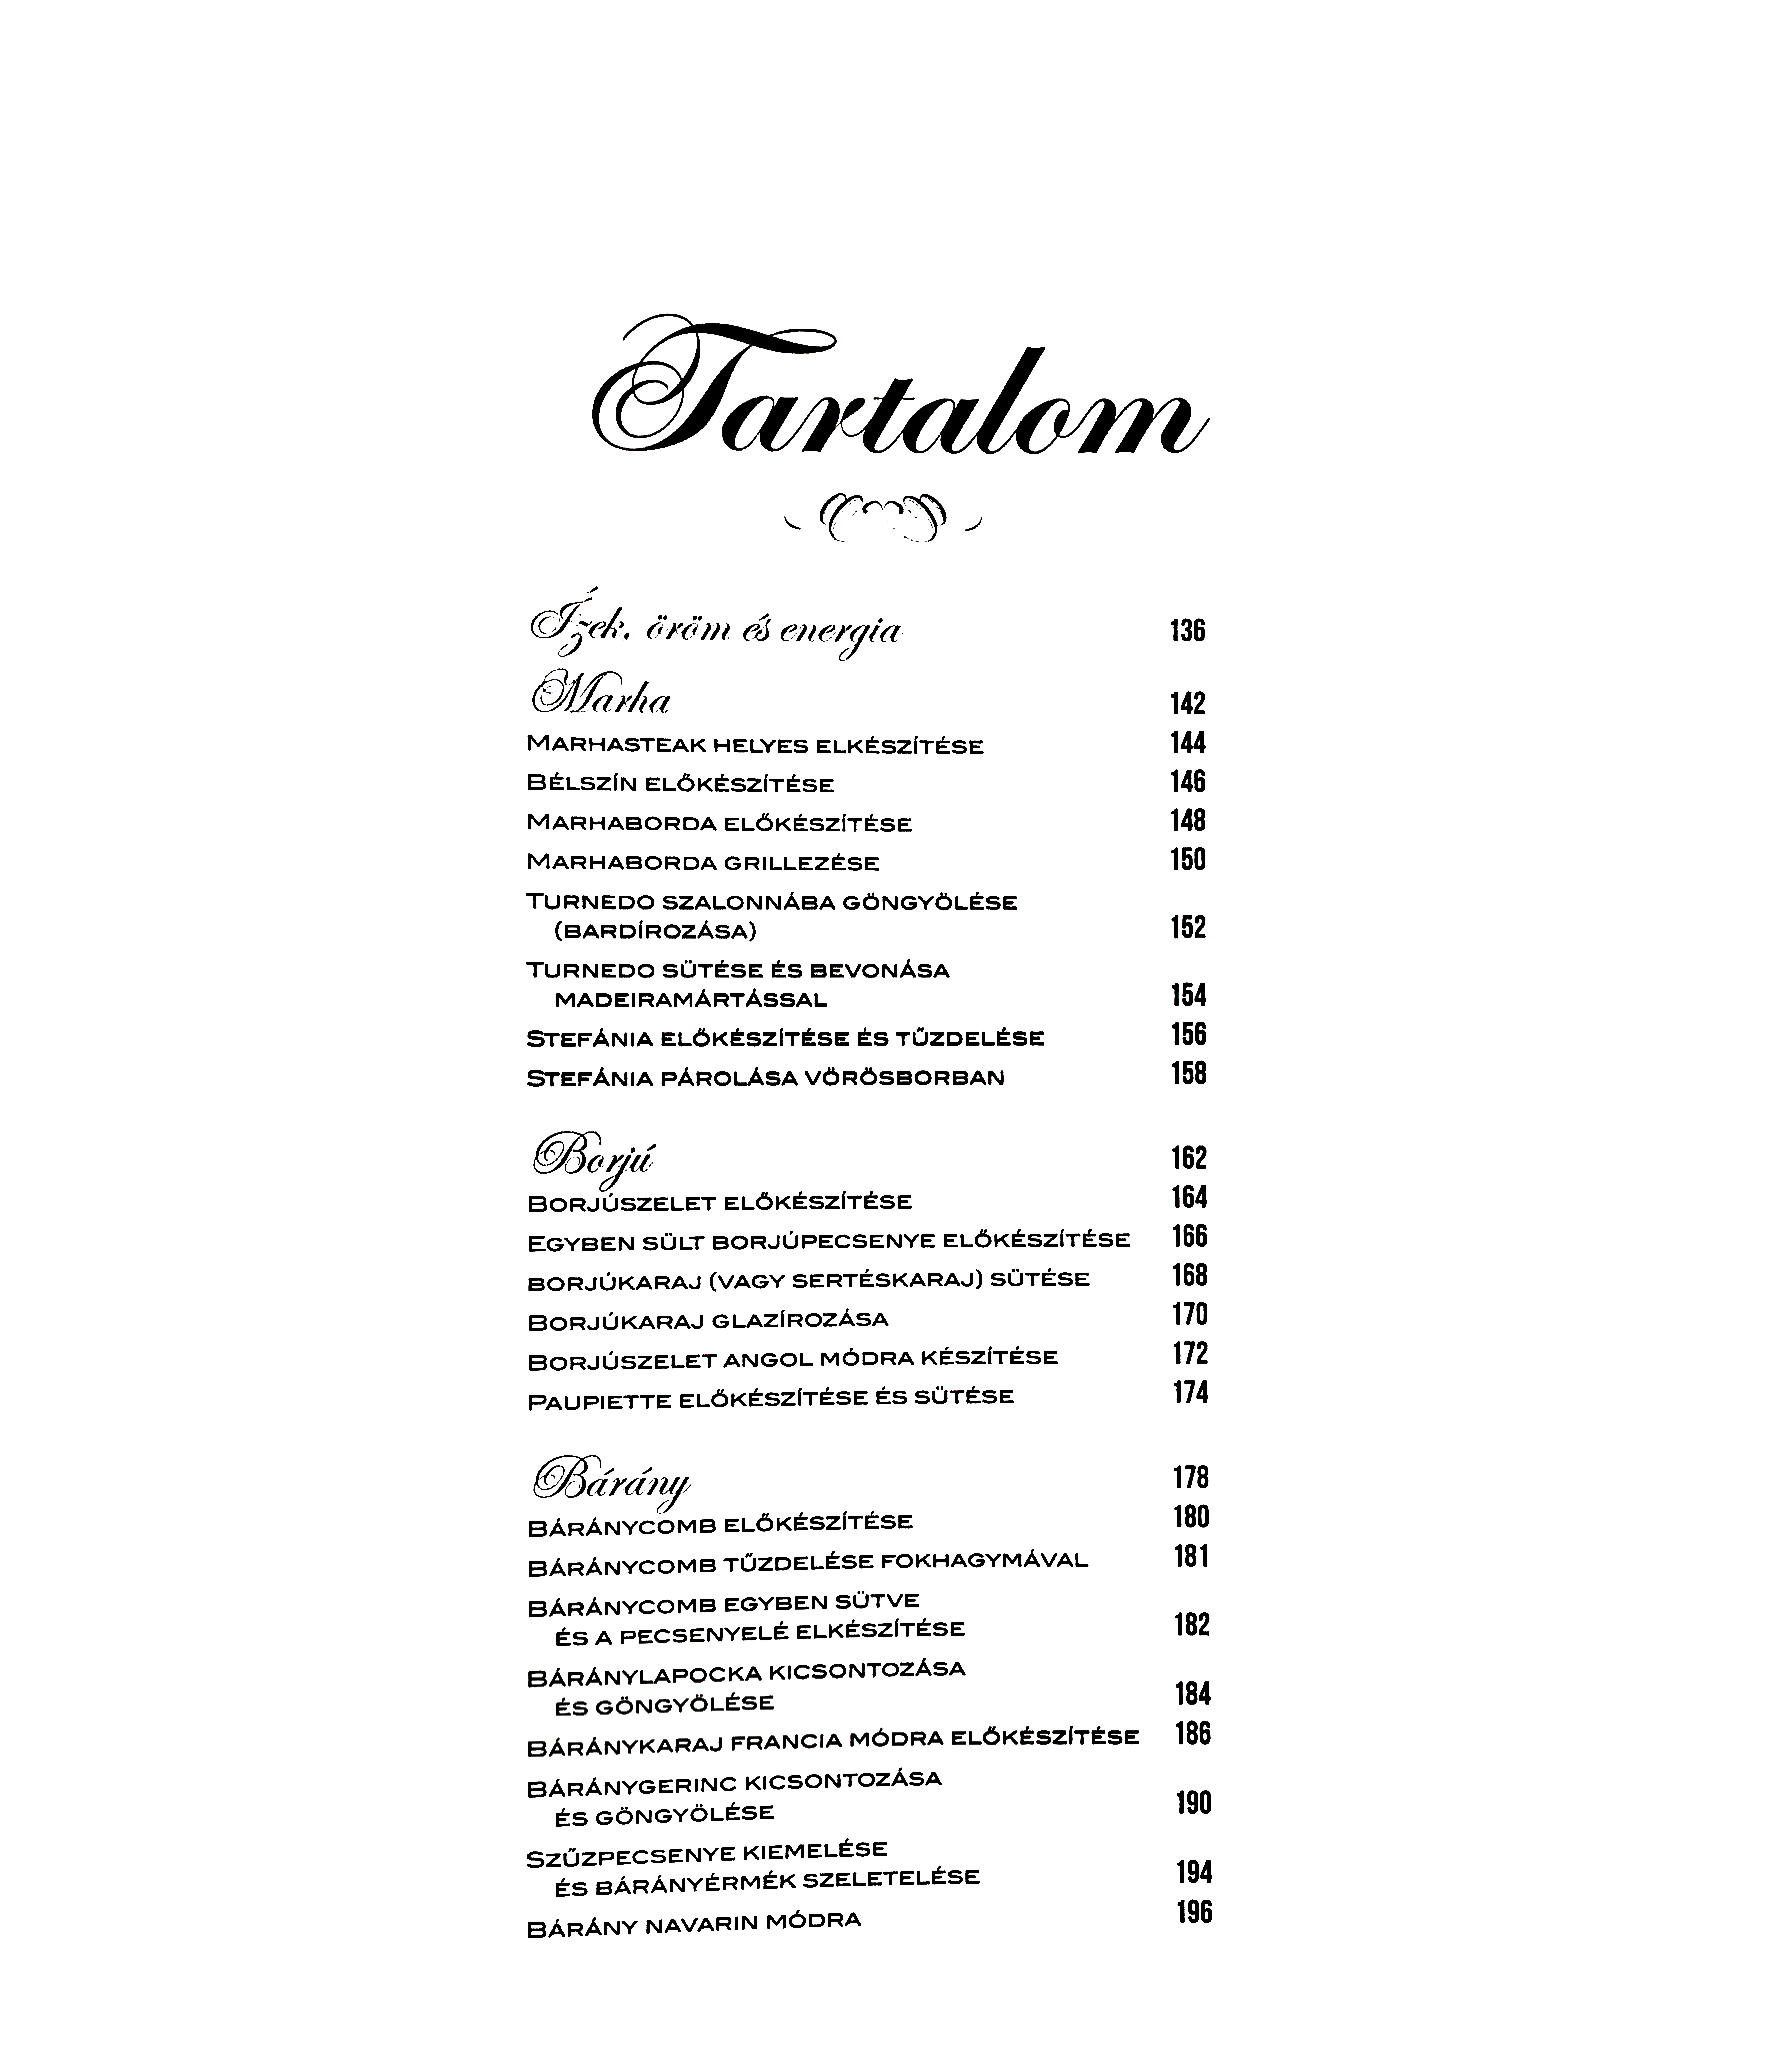 Tartalom
Ízek, öröm és energia 136
Marha 142
Marhasteak helyes elkészítése 144
Bélszín előkészítése 146
Marhaborda előkészítése 148
Marhaborda grillezése 150
Turnedo szalonnába göngyölése
(bardírozása) 152
Turnedo sütése és bevonása
madeiramártással 154
Stefánia előkészítése és tűzdelése 156
Stefánia párolása vörösborban 158
Borjú 162
Borjúszelet előkészítése 164
Egyben sült borjúpecsenye előkészítése 166
borjúkaraj (vagy sertéskaraj) sütése 168
Borjúkaraj glazírozása 170
Borjúszelet angol módra készítése 172
Paupiette előkészítése és sütése 174
Bárány 178
Báránycomb előkészítése 180
Báránycomb tűzdelése fokhagymával 181
Báránycomb egyben sütve
és a pecsenyelé elkészítése 182
Báránylapocka kicsontozása
és göngyölése 184
Báránykaraj francia módra előkészítése 186
Báránygerinc kicsontozása
és göngyölése 190
Szűzpecsenye kiemelése
és bárányérmék szeletelése 194
Bárány navarin módra 196